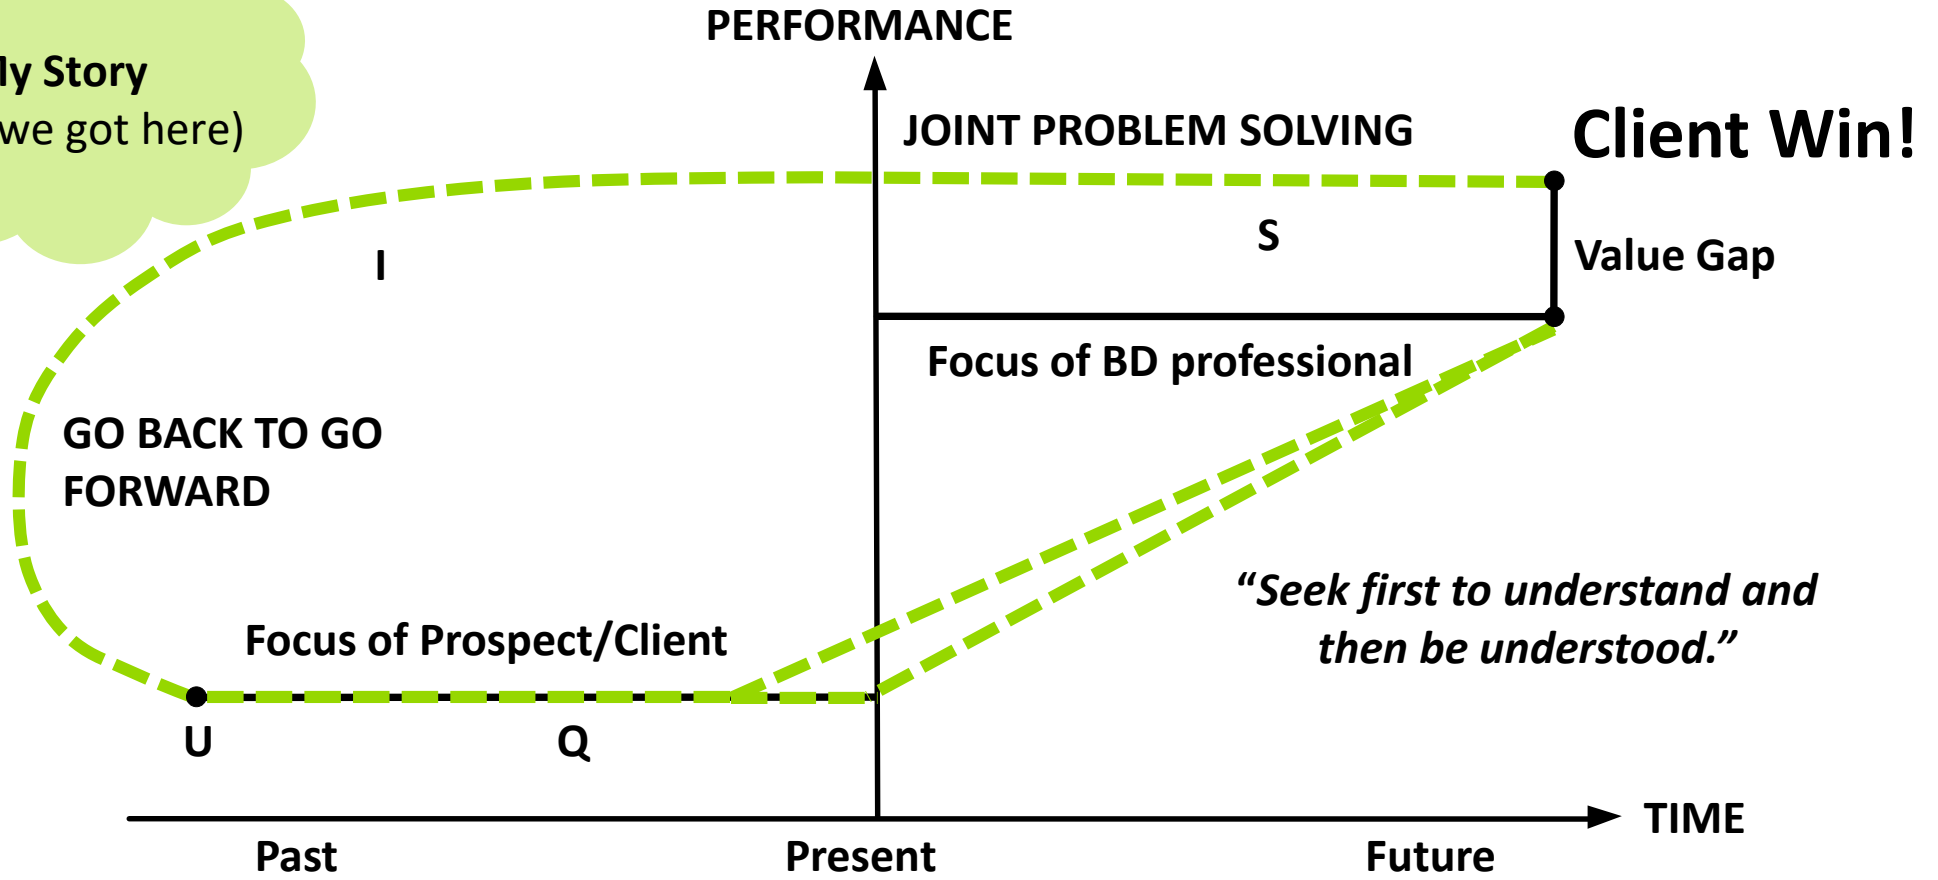 PERFORMANCE
Story
we got here)
JOINT PROBLEM SOLVING
Client Win!
I
S
Value Gap
Focus of BD professional
GO BACK TO GO
FORWARD
“Seek first to understand and
then be understood.”
Focus of Prospect/Client
U
Q
TIME
Past
Present
Future